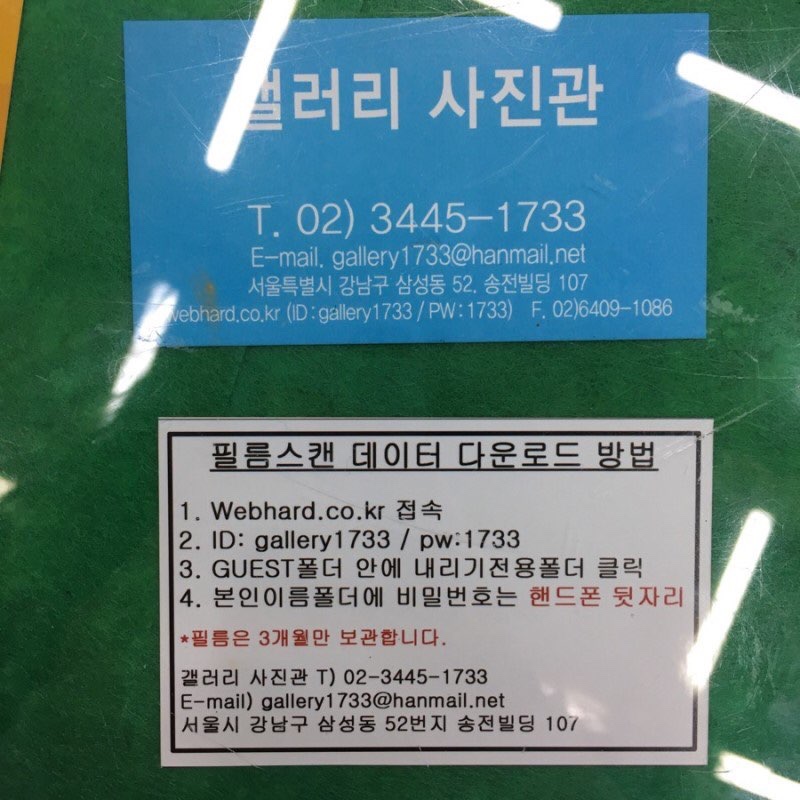 갤러리 사진관
T. 02) 3445-1733
E-mail. gallery1733@hanmail.net
서울특별시 강남구 삼성동 52. 송전빌딩 107
webhard.co.kr (ID:gallery1733 / PW:1733) F. 02)6409-1086
필름스캔 데이터 다운로드 방법
1. Webhard.co.kr 접속
2. ID: gallery1733 / pw:1733
3. GUEST폴더 안에 내리기전용폴더 클릭
4. 본인이름폴더에 비밀번호는 핸드폰 뒷자리
*필름은 3개월만 보관합니다.
갤러리 사진관 T) 02-3445-1733
E-mail) gallery1733@hanmail.net
서울시 강남구 삼성동 52번지 송전빌딩 107